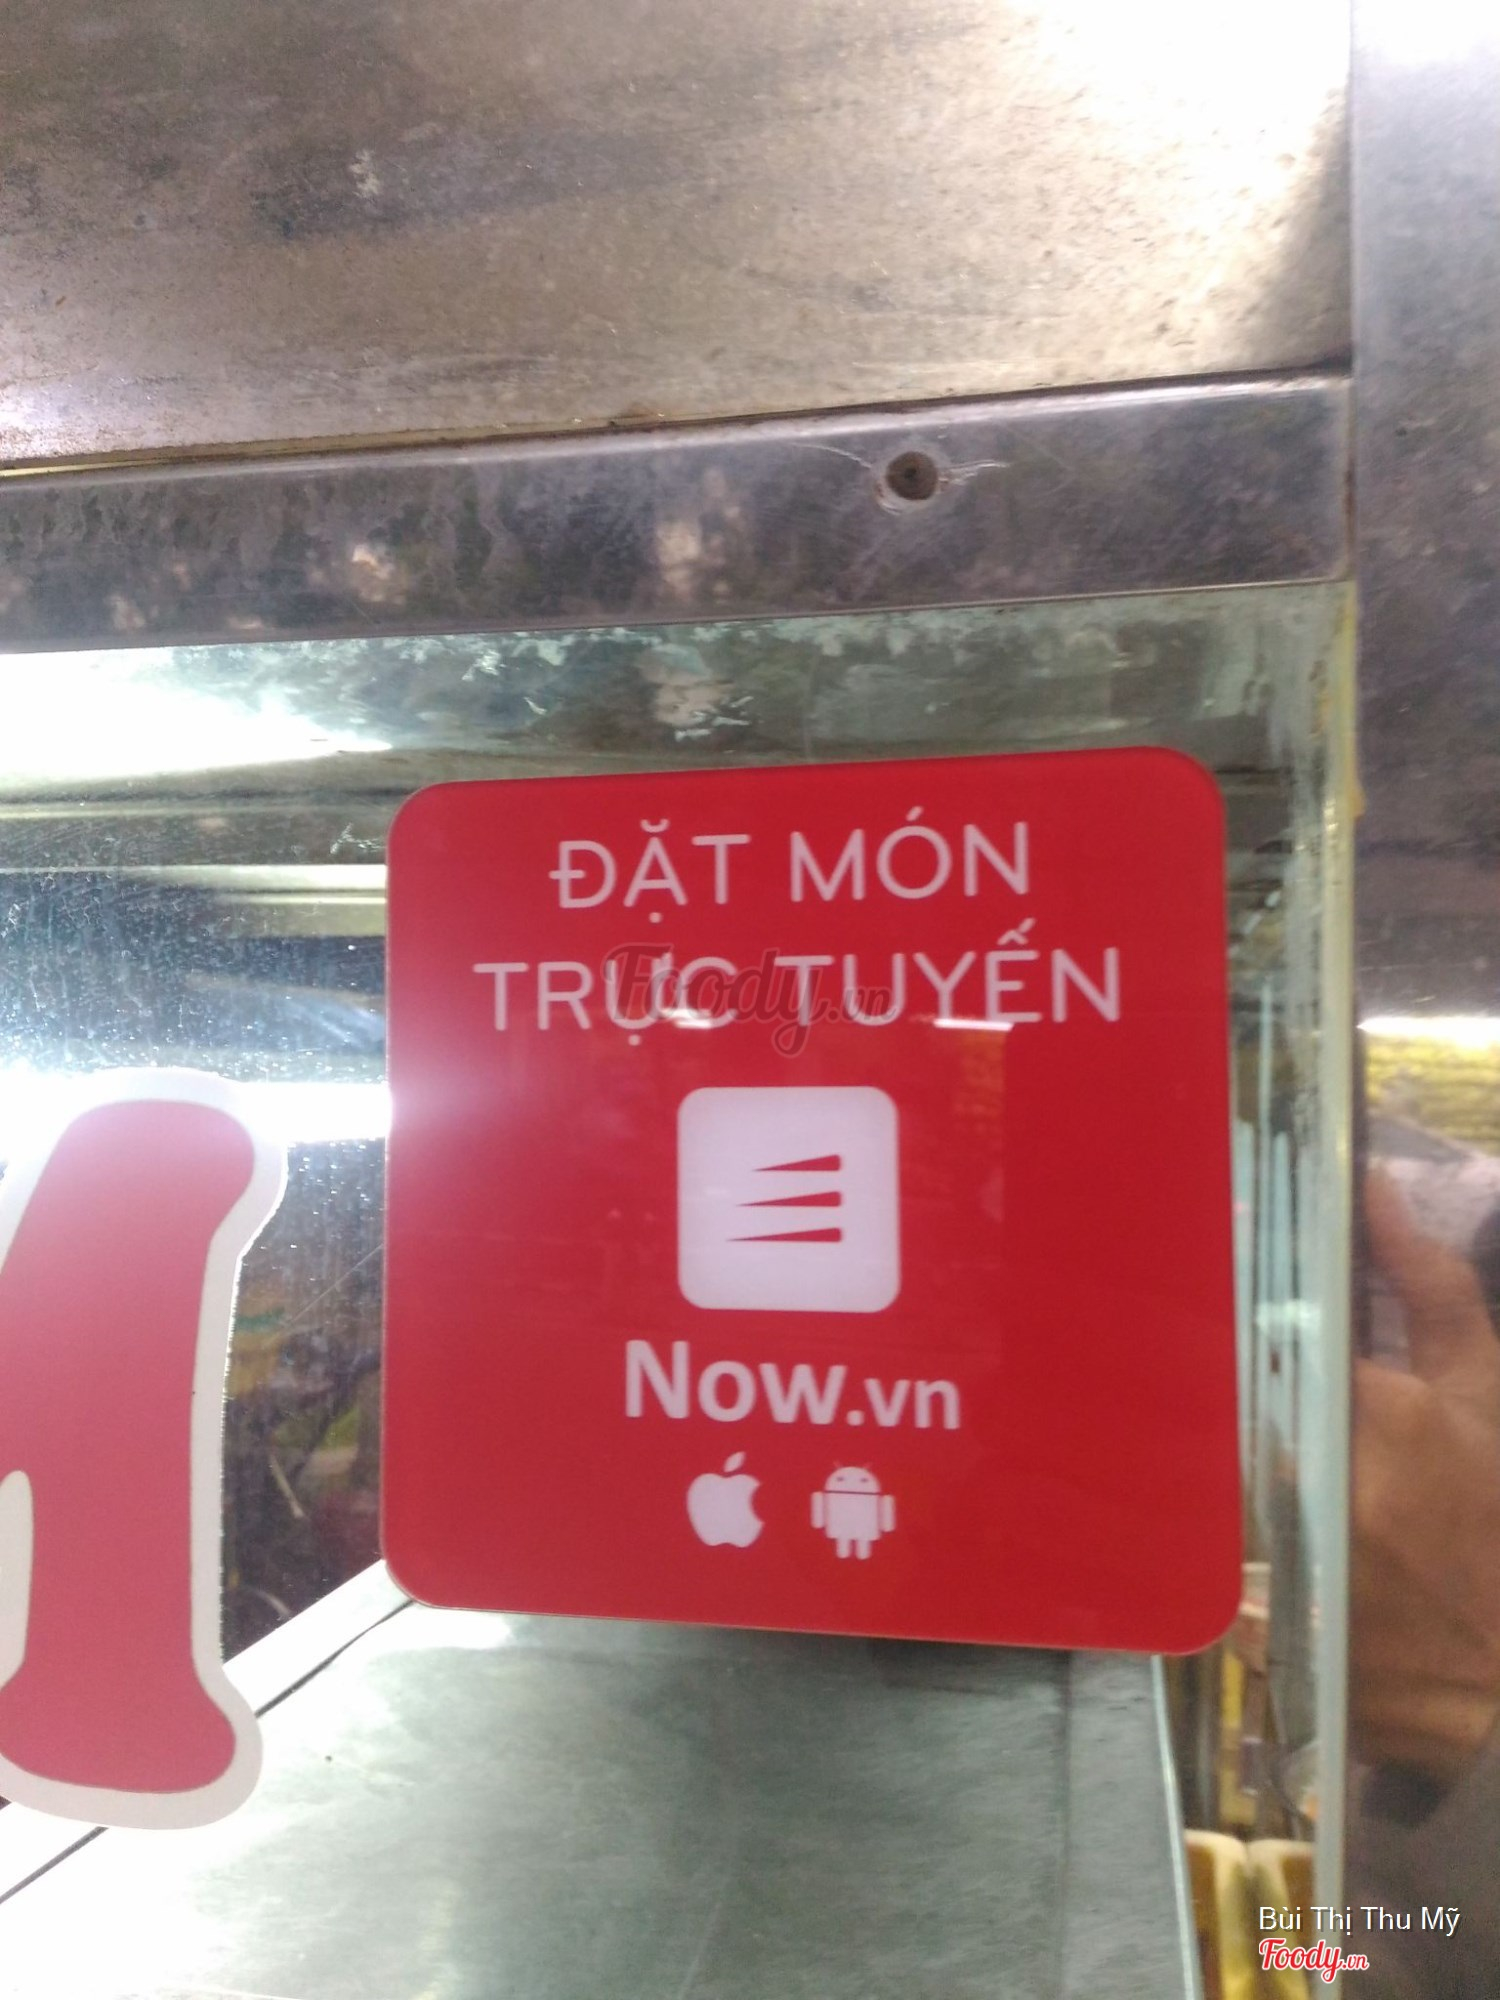 ĐẶT MÓN
TRỰC TUYẾN
Foody.vn
Now.vn
Bùi Thị Thu Mỹ
Foody.vn